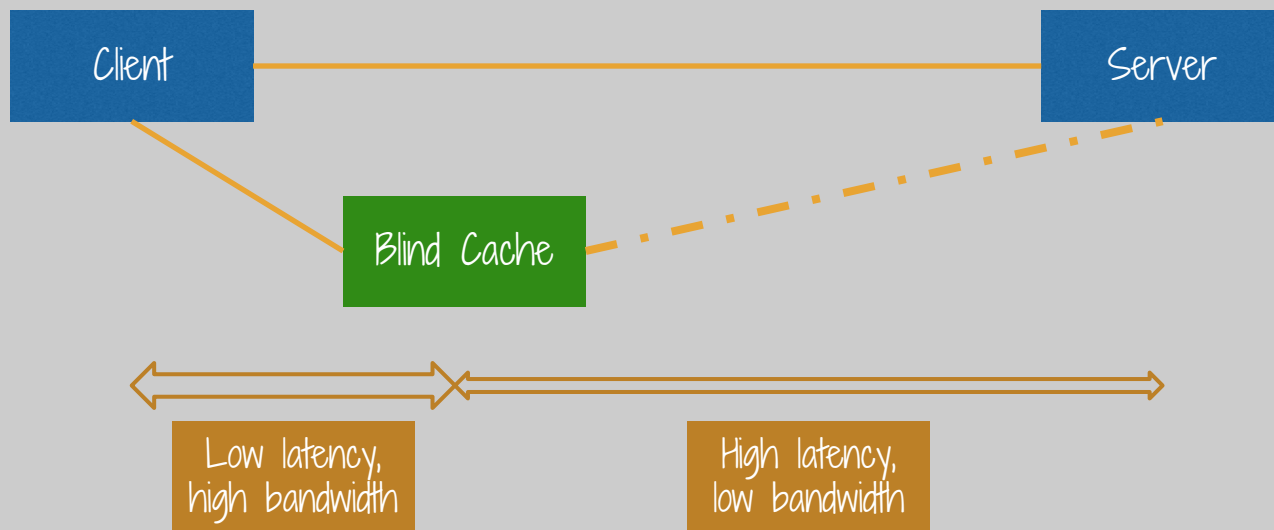 Client
Server
Blind Cache
Low latency,
high bandwidth
High latency,
low bandwidth